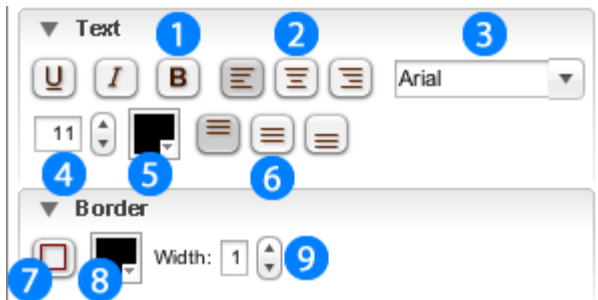 Text
1 2 3
U I B Arial
11
4 5 6
Border
Width: 1 9
7 8